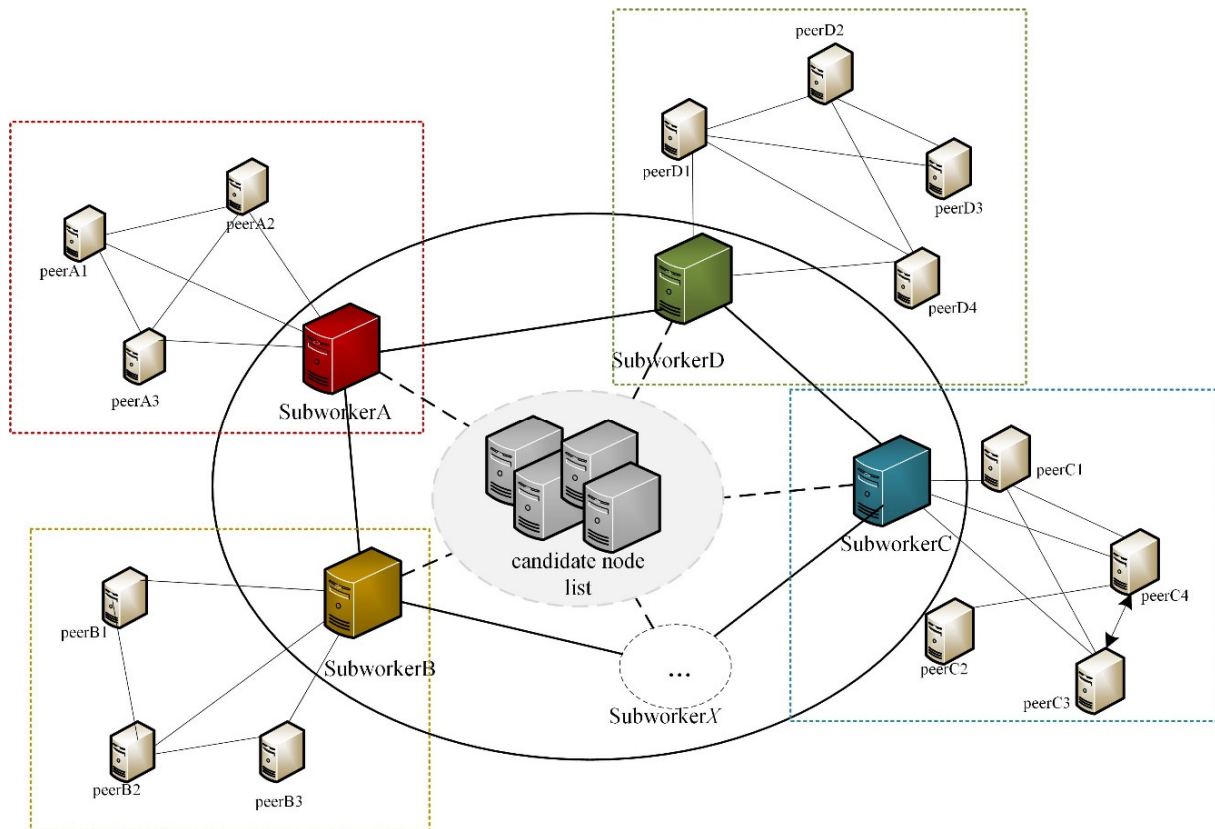 peerD2
peerD1
peerD3
peerD4
SubworkerD
peerA2
peerA1
peerA3
SubworkerA
candidate node
list
peerC1
SubworkerC
peerC4
peerC2
peerC3
peerB1
SubworkerB
peerB2
peerB3
...
SubworkerX